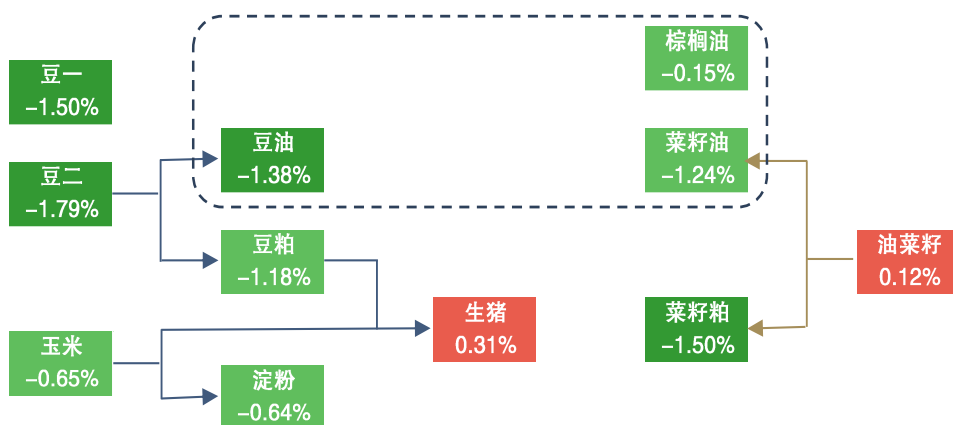 棕榈油
-0.15%
豆一
-1.50%
豆油
-1.38%
菜籽油
-1.24%
豆二
-1.79%
豆粕
-1.18%
油菜籽
0.12%
生猪
0.31%
菜籽粕
-1.50%
玉米
-0.65%
淀粉
-0.64%